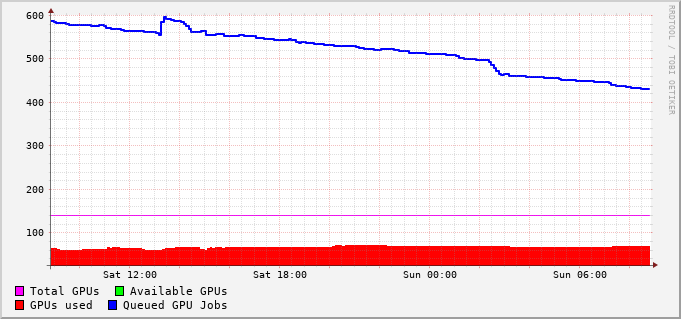 600
500
400
300
200
100
Sat 12:00 Sat 18:00 Sun 00:00 Sun 06:00
Total GPUs Available GPUs
GPUs used Queued GPU Jobs
RRDTOOL / TOBI OETIKER